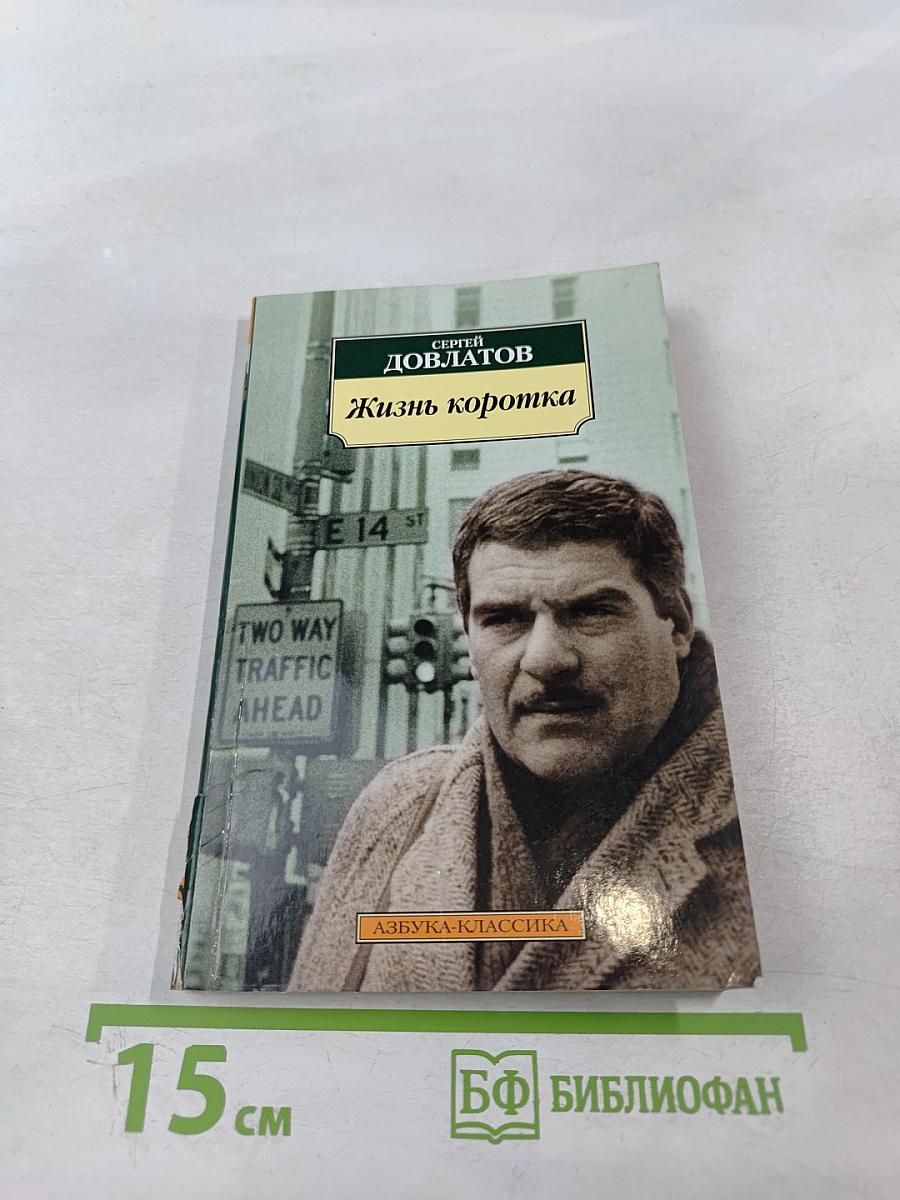 СЕРГЕЙ
ДОВЛАТОВ
Жизнь коротка
E 14 ST
TWO WAY
TRAFFIC
AHEAD
АЗБУКА-КЛАССИКА
15 см
БФ БИБЛИОФАН